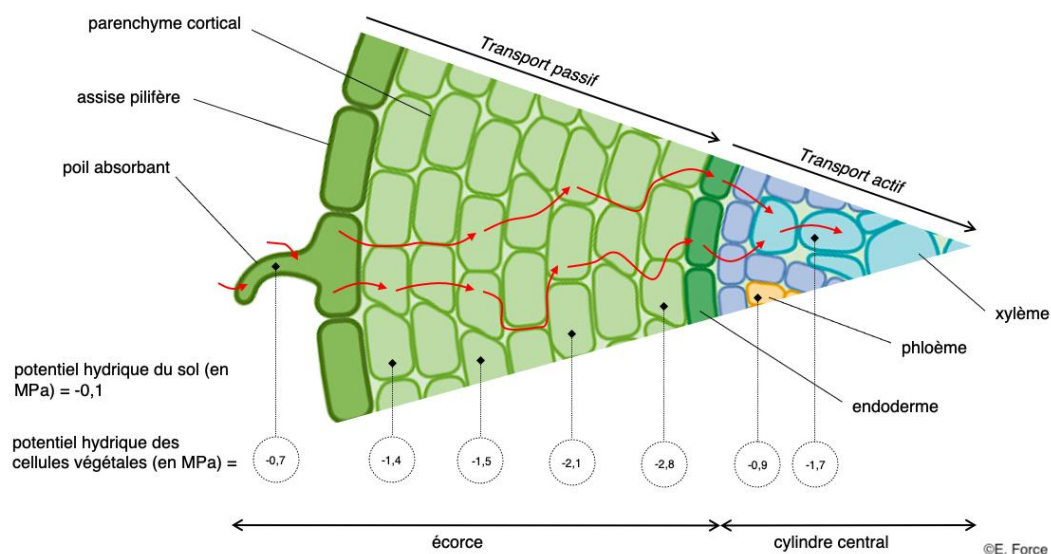 parenchyme cortical
Transport passif
assise pilifère
poil absorbant
Transport actif
xylème
phloème
endoderme
potentiel hydrique du sol (en
MPa) = -0,1
potentiel hydrique des
cellules végétales (en MPa) =
-0,7
-1,4
-1,5
-2,1
-2,8
-0,9
-1,7
écorce
cylindre central
©E. Force